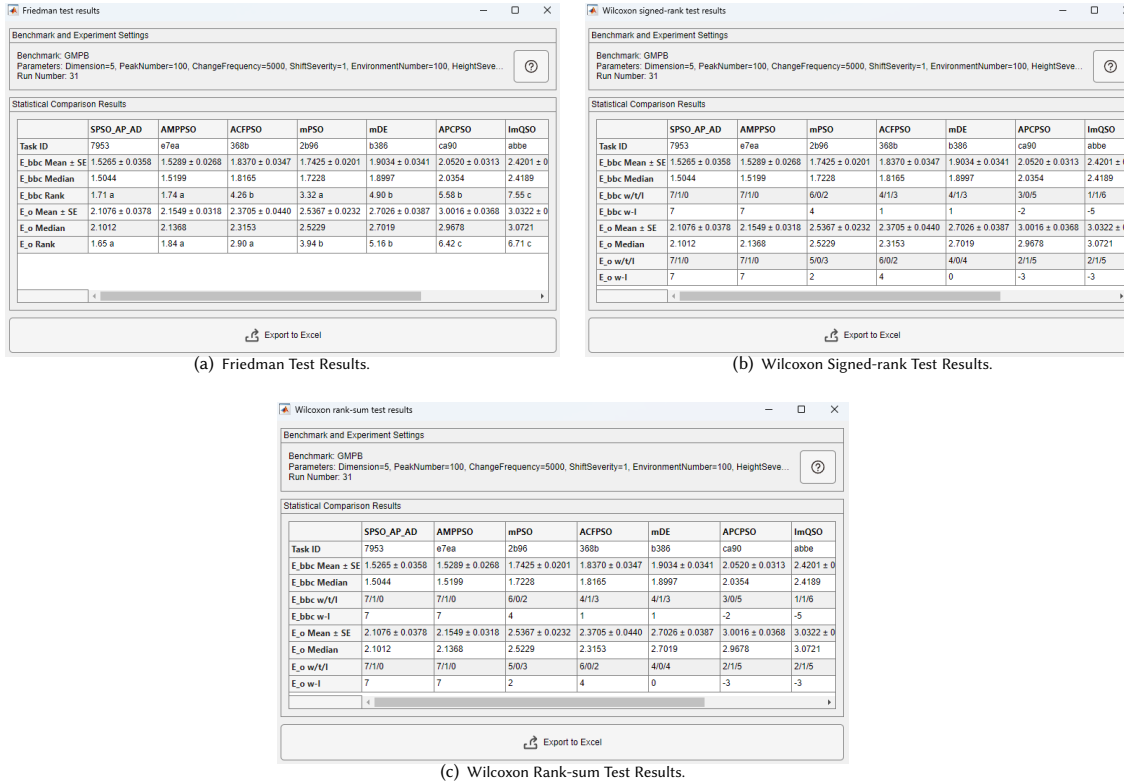 Friedman test results
Benchmark and Experiment Settings
Benchmark: GMPB
Parameters: Dimension=5, PeakNumber=100, ChangeFrequency=5000, ShiftSeverity=1, EnvironmentNumber=100, HeightSeve...
Run Number: 31
Statistical Comparison Results
SPSO_AP_AD AMPPSO ACFPSO mPSO mDE APCPSO ImQSO
Task ID 7953 e7ea 368b 2b96 b386 ca90 abbe
E_bbc Mean ± SE 1.5265 ± 0.0358 1.5289 ± 0.0268 1.8370 ± 0.0347 1.7425 ± 0.0201 1.9034 ± 0.0341 2.0520 ± 0.0313 2.4201 ± 0
E_bbc Median 1.5044 1.5199 1.8165 1.7228 1.8997 2.0354 2.4189
E_bbc Rank 1.71 a 1.74 a 4.26 b 3.32 a 4.90 b 5.58 b 7.55 c
E_o Mean ± SE 2.1076 ± 0.0378 2.1549 ± 0.0318 2.3705 ± 0.0440 2.5367 ± 0.0232 2.7026 ± 0.0387 3.0016 ± 0.0368 3.0322 ± 0
E_o Median 2.1012 2.1368 2.3153 2.5229 2.7019 2.9678 3.0721
E_o Rank 1.65 a 1.84 a 2.90 a 3.94 b 5.16 b 6.42 c 6.71 c
Export to Excel
(a) Friedman Test Results.
Wilcoxon signed-rank test results
Benchmark and Experiment Settings
Benchmark: GMPB
Parameters: Dimension=5, PeakNumber=100, ChangeFrequency=5000, ShiftSeverity=1, EnvironmentNumber=100, HeightSeve...
Run Number: 31
Statistical Comparison Results
SPSO_AP_AD AMPPSO mPSO ACFPSO mDE APCPSO ImQSO
Task ID 7953 e7ea 2b96 368b b386 ca90 abbe
E_bbc Mean ± SE 1.5265 ± 0.0358 1.5289 ± 0.0268 1.7425 ± 0.0201 1.8370 ± 0.0347 1.9034 ± 0.0341 2.0520 ± 0.0313 2.4201 ± 0
E_bbc Median 1.5044 1.5199 1.7228 1.8165 1.8997 2.0354 2.4189
E_bbc w/t/l 7/1/0 7/1/0 6/0/2 4/1/3 4/1/3 3/0/5 1/1/6
E_bbc w-l 7 7 4 1 1 -2 -5
E_o Mean ± SE 2.1076 ± 0.0378 2.1549 ± 0.0318 2.5367 ± 0.0232 2.3705 ± 0.0440 2.7026 ± 0.0387 3.0016 ± 0.0368 3.0322 ± 0
E_o Median 2.1012 2.1368 2.5229 2.3153 2.7019 2.9678 3.0721
E_o w/t/l 7/1/0 7/1/0 5/0/3 6/0/2 4/0/4 2/1/5 2/1/5
E_o w-l 7 7 2 4 0 -3 -3
Export to Excel
(b) Wilcoxon Signed-rank Test Results.
Wilcoxon rank-sum test results
Benchmark and Experiment Settings
Benchmark: GMPB
Parameters: Dimension=5, PeakNumber=100, ChangeFrequency=5000, ShiftSeverity=1, EnvironmentNumber=100, HeightSeve...
Run Number: 31
Statistical Comparison Results
SPSO_AP_AD AMPPSO mPSO ACFPSO mDE APCPSO ImQSO
Task ID 7953 e7ea 2b96 368b b386 ca90 abbe
E_bbc Mean ± SE 1.5265 ± 0.0358 1.5289 ± 0.0268 1.7425 ± 0.0201 1.8370 ± 0.0347 1.9034 ± 0.0341 2.0520 ± 0.0313 2.4201 ± 0
E_bbc Median 1.5044 1.5199 1.7228 1.8165 1.8997 2.0354 2.4189
E_bbc w/t/l 7/1/0 7/1/0 6/0/2 4/1/3 4/1/3 3/0/5 1/1/6
E_bbc w-l 7 7 4 1 1 -2 -5
E_o Mean ± SE 2.1076 ± 0.0378 2.1549 ± 0.0318 2.5367 ± 0.0232 2.3705 ± 0.0440 2.7026 ± 0.0387 3.0016 ± 0.0368 3.0322 ± 0
E_o Median 2.1012 2.1368 2.5229 2.3153 2.7019 2.9678 3.0721
E_o w/t/l 7/1/0 7/1/0 5/0/3 6/0/2 4/0/4 2/1/5 2/1/5
E_o w-l 7 7 2 4 0 -3 -3
Export to Excel
(c) Wilcoxon Rank-sum Test Results.